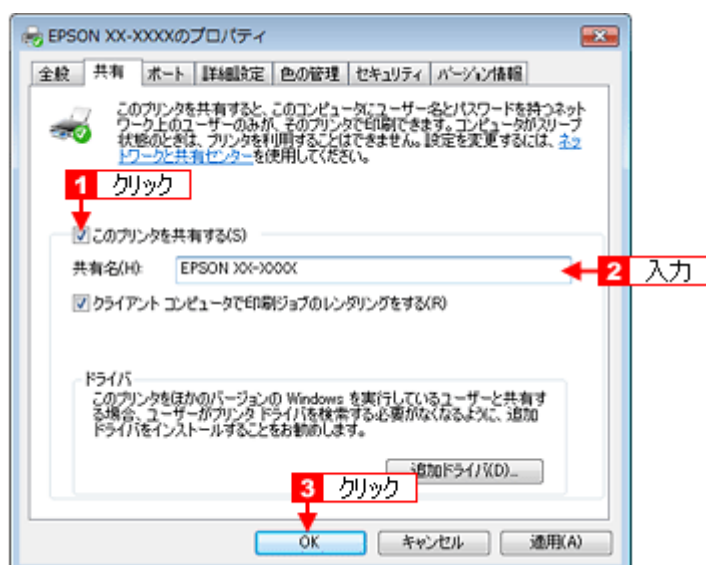 EPSON XX-XXXXのプロパティ
全般 共有 ポート 詳細設定 色の管理 セキュリティ バージョン情報
このプリンタを共有すると、このコンピュータにユーザー名とパスワードを持つネット
ワーク上のユーザーのみが、そのプリンタで印刷できます。コンピュータがスリープ
状態のときは、プリンタを利用することはできません。設定を変更するには、ネッ
トワークと共有センターを使用してください。
1 クリック
このプリンタを共有する(S)
共有名(H): EPSON XX-XXXX
2 入力
クライアント コンピュータで印刷ジョブのレンダリングをする(R)
ドライバ
このプリンタをほかのバージョンの Windows を実行しているユーザーと共有す
る場合、ユーザーがプリンタ ドライバを検索する必要がなくなるように、追加
ドライバをインストールすることをお勧めします。
追加ドライバ(D)...
3 クリック
OK キャンセル 適用(A)